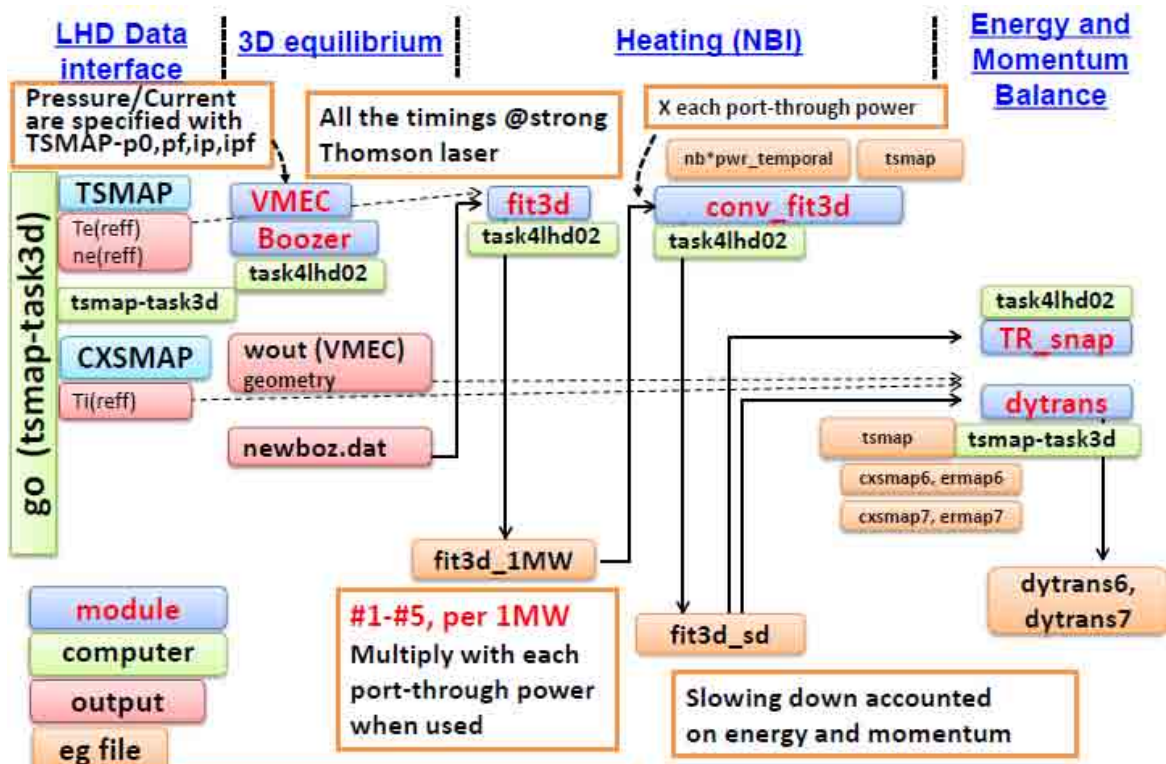 LHD Data
interface
3D equilibrium
Heating (NBI)
Energy and
Momentum
Balance
Pressure/Current
are specified with
TSMAP-p0,pf,ip,ipf
All the timings @strong
Thomson laser
X each port-through power
nb*pwr_temporal
tsmap
go (tsmap-task3d)
TSMAP
Te(reff)
ne(reff)
tsmap-task3d
CXSMAP
Ti(reff)
VMEC
Boozer
task4lhd02
wout (VMEC)
geometry
newboz.dat
fit3d
task4lhd02
conv_fit3d
task4lhd02
task4lhd02
TR_snap
dytrans
tsmap
tsmap-task3d
cxsmap6, ermap6
cxsmap7, ermap7
fit3d_1MW
dytrans6,
dytrans7
fit3d_sd
#1-#5, per 1MW
Multiply with each
port-through power
when used
Slowing down accounted
on energy and momentum
module
computer
output
eg file